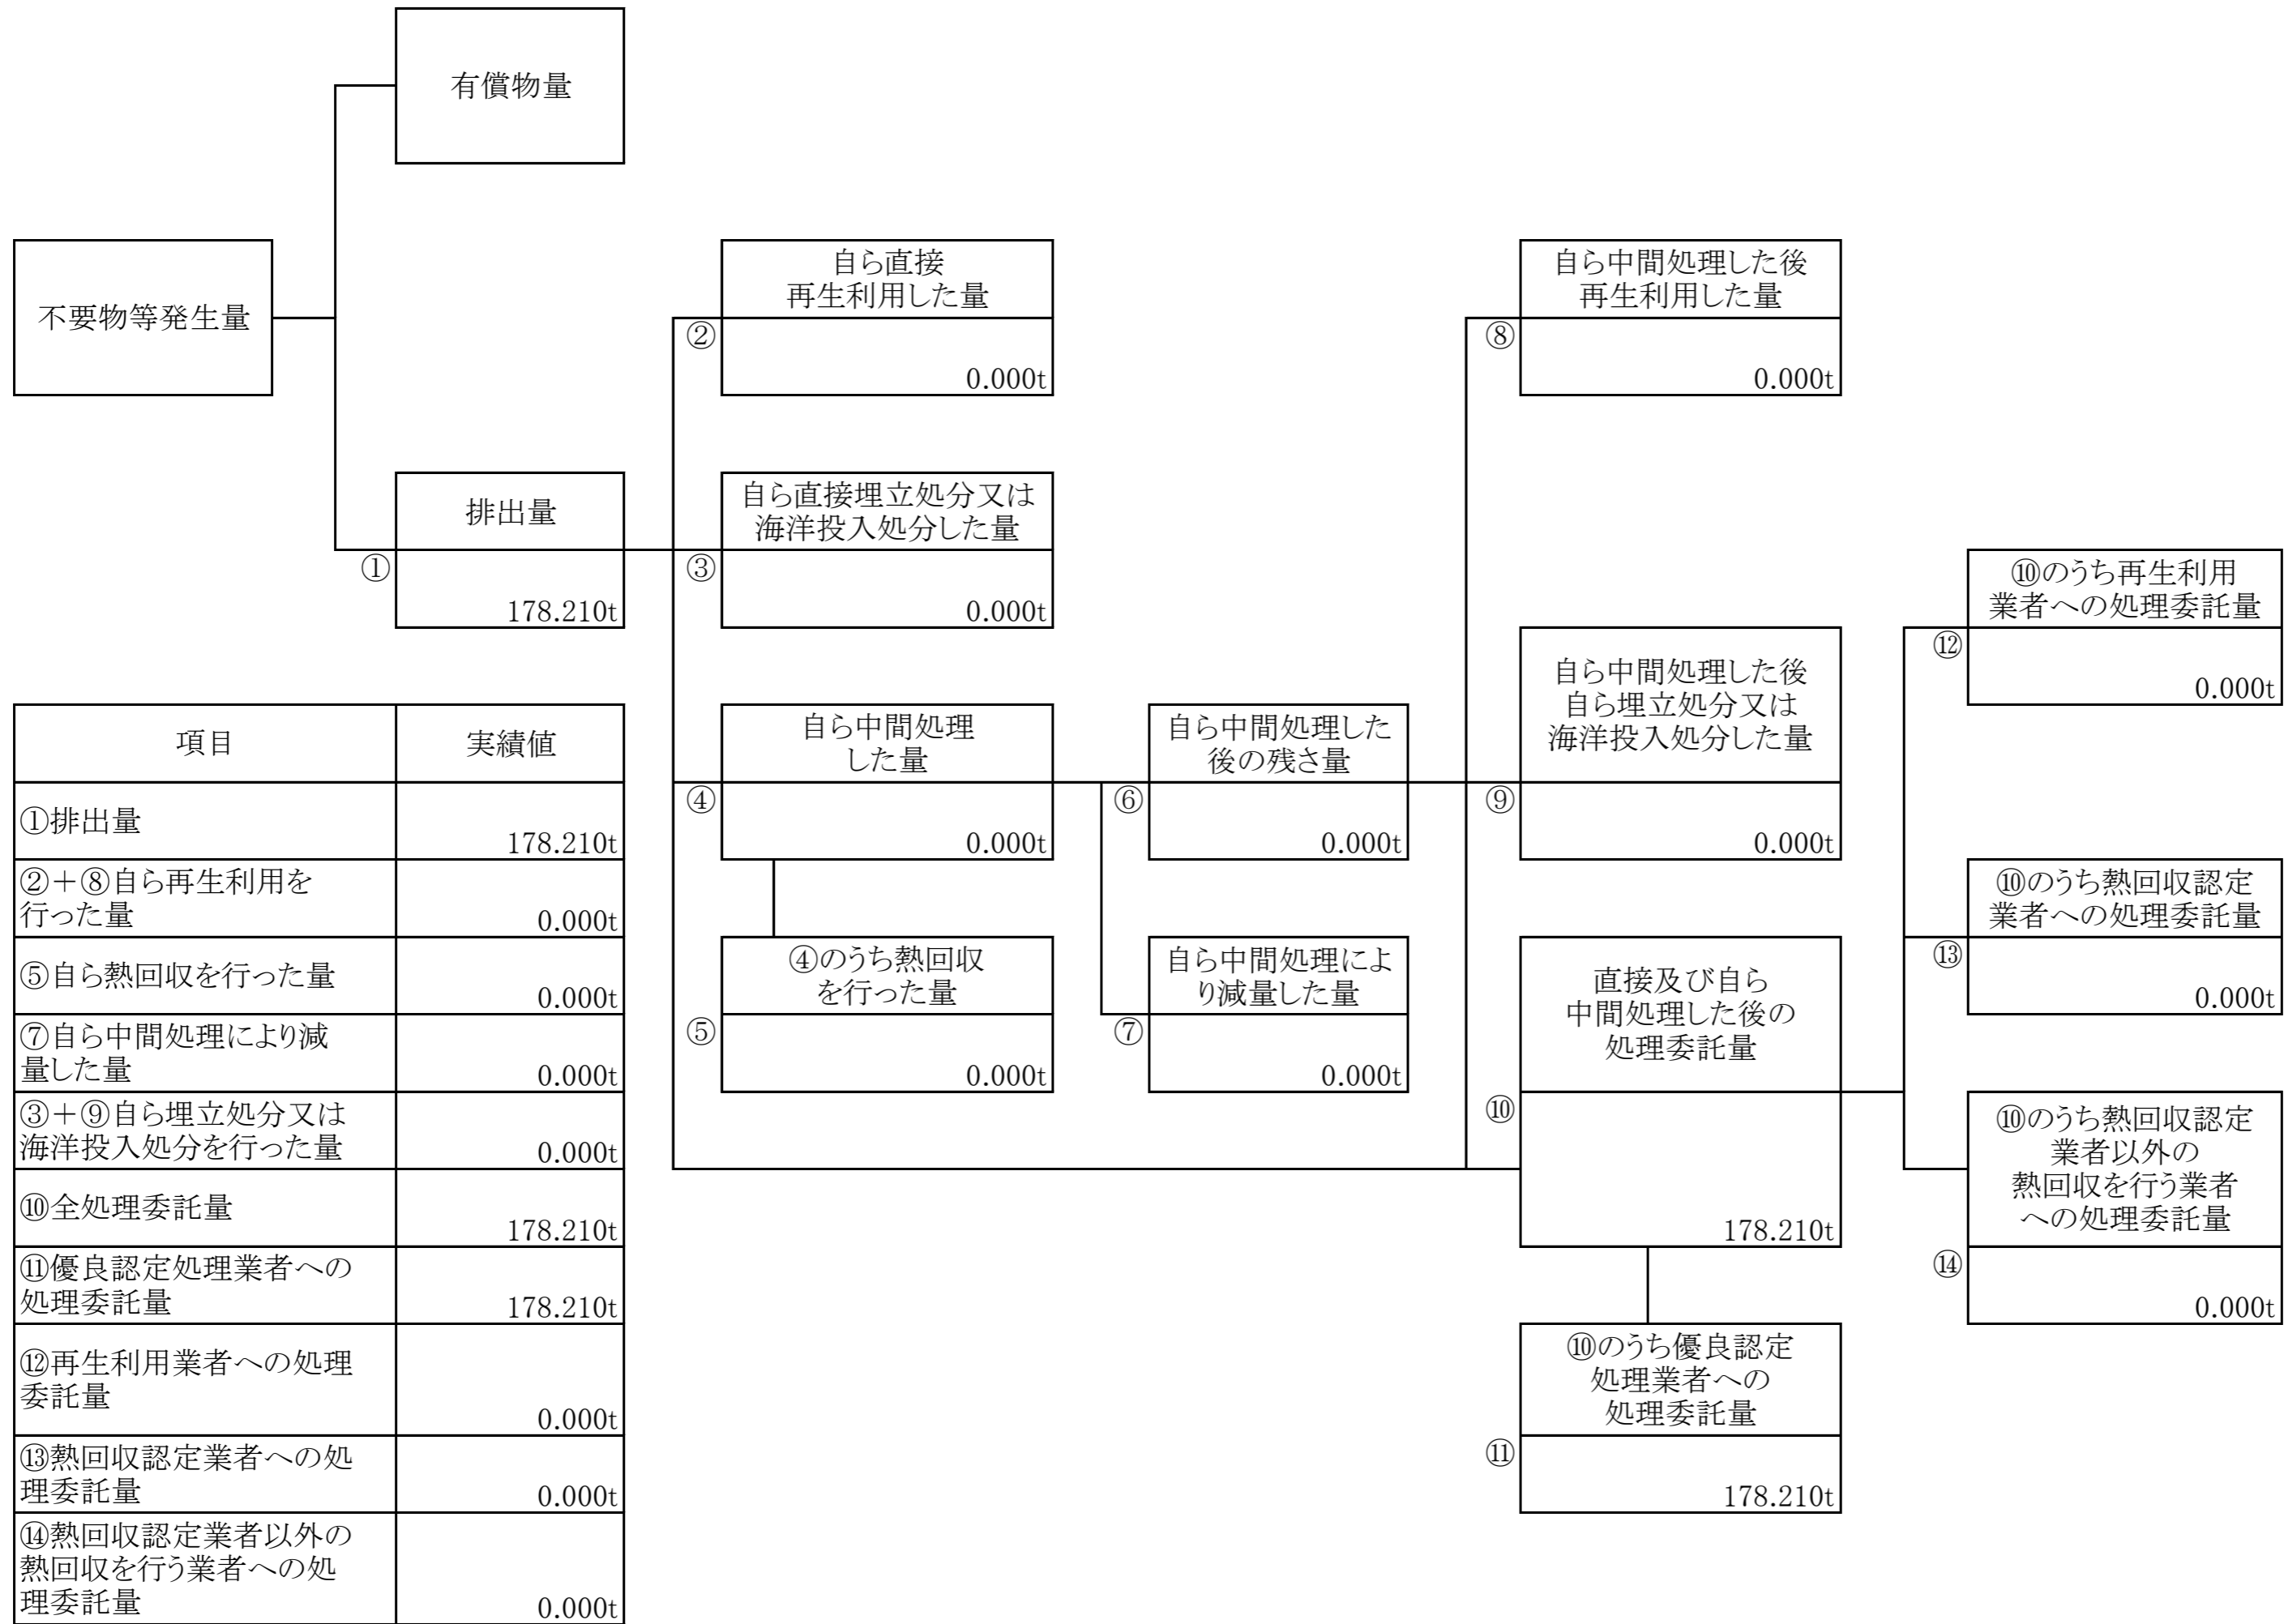 有償物量
不要物等発生量
自ら直接
再生利用した量
②
0.000t
自ら中間処理した後
再生利用した量
⑧
0.000t
排出量
①
178.210t
自ら直接埋立処分又は
海洋投入処分した量
③
0.000t
⑩のうち再生利用
業者への処理委託量
⑫
0.000t
自ら中間処理
した量
④
0.000t
自ら中間処理した
後の残さ量
⑥
0.000t
自ら中間処理した後
自ら埋立処分又は
海洋投入処分した量
⑨
0.000t
⑩のうち熱回収認定
業者への処理委託量
⑬
0.000t
④のうち熱回収
を行った量
⑤
0.000t
自ら中間処理によ
り減量した量
⑦
0.000t
直接及び自ら
中間処理した後の
処理委託量
⑩
178.210t
⑩のうち熱回収認定
業者以外の
熱回収を行う業者
への処理委託量
⑭
0.000t
⑩のうち優良認定
処理業者への
処理委託量
⑪
178.210t
項目 実績値
①排出量
178.210t
②＋⑧自ら再生利用を
行った量 0.000t
⑤自ら熱回収を行った量
0.000t
⑦自ら中間処理により減
量した量 0.000t
③＋⑨自ら埋立処分又は
海洋投入処分を行った量 0.000t
⑩全処理委託量
178.210t
⑪優良認定処理業者への
処理委託量 178.210t
⑫再生利用業者への処理
委託量
0.000t
⑬熱回収認定業者への処
理委託量 0.000t
⑭熱回収認定業者以外の
熱回収を行う業者への処
理委託量 0.000t